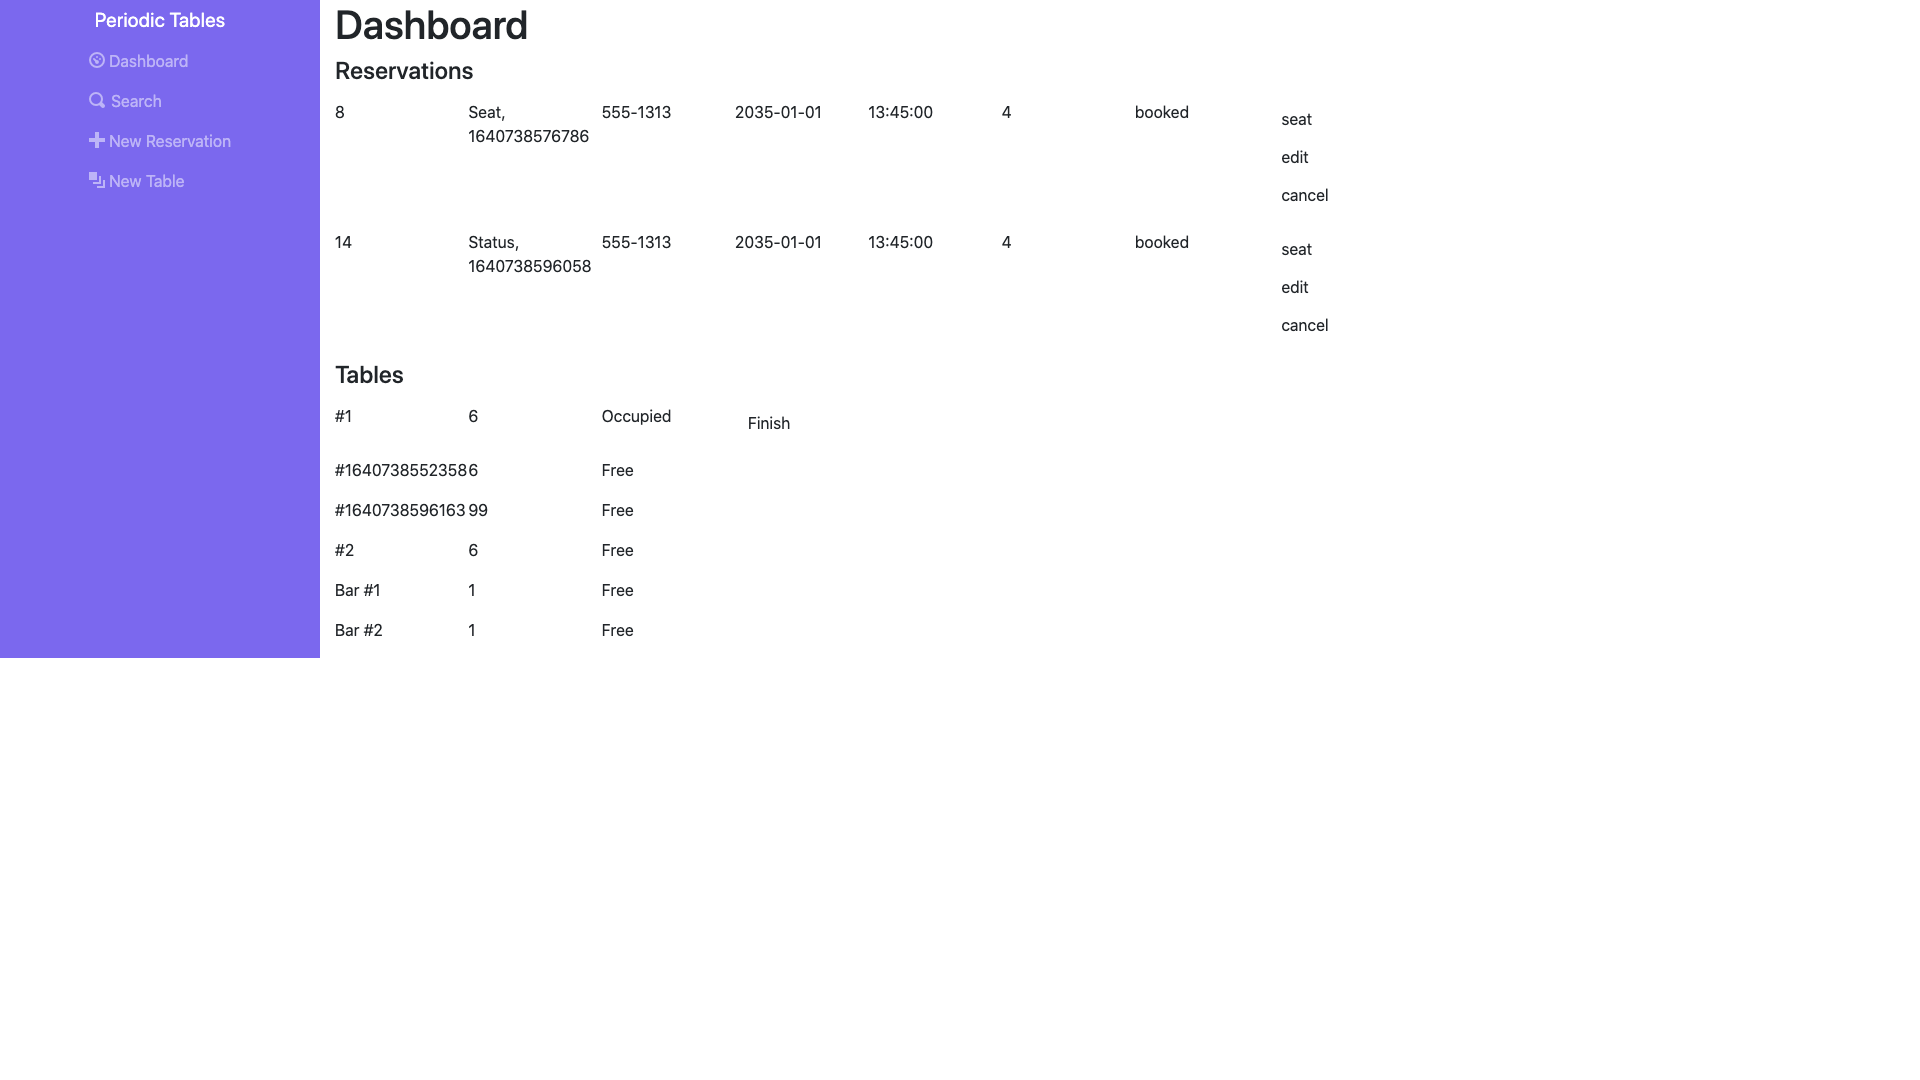 Periodic Tables
Dashboard
Search
New Reservation
New Table
Dashboard
Reservations
8 Seat, 555-1313 2035-01-01 13:45:00 4 booked
1640738576786
seat
edit
cancel
14 Status, 555-1313 2035-01-01 13:45:00 4 booked
1640738596058
seat
edit
cancel
Tables
#1 6 Occupied Finish
#1640738552358 6 Free
#1640738596163 99 Free
#2 6 Free
Bar #1 1 Free
Bar #2 1 Free